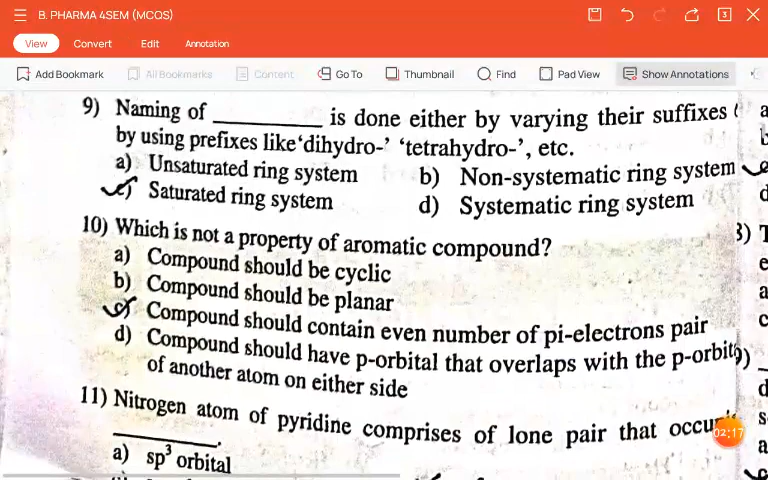 B. PHARMA 4SEM (MCQS)
3
View Convert Edit Annotation
Add Bookmark All Bookmarks Content Go To Thumbnail Find Pad View Show Annotations
9) Naming of __________ is done either by varying their suffixes
by using prefixes like‘dihydro-’ ‘tetrahydro-’, etc.
a) Unsaturated ring system b) Non-systematic ring system
Saturated ring system d) Systematic ring system
10) Which is not a property of aromatic compound?
a) Compound should be cyclic
b) Compound should be planar
c) Compound should contain even number of pi-electrons pair
d) Compound should have p-orbital that overlaps with the p-orbit
of another atom on either side
11) Nitrogen atom of pyridine comprises of lone pair that
__________.
02:17
a) sp³ orbital